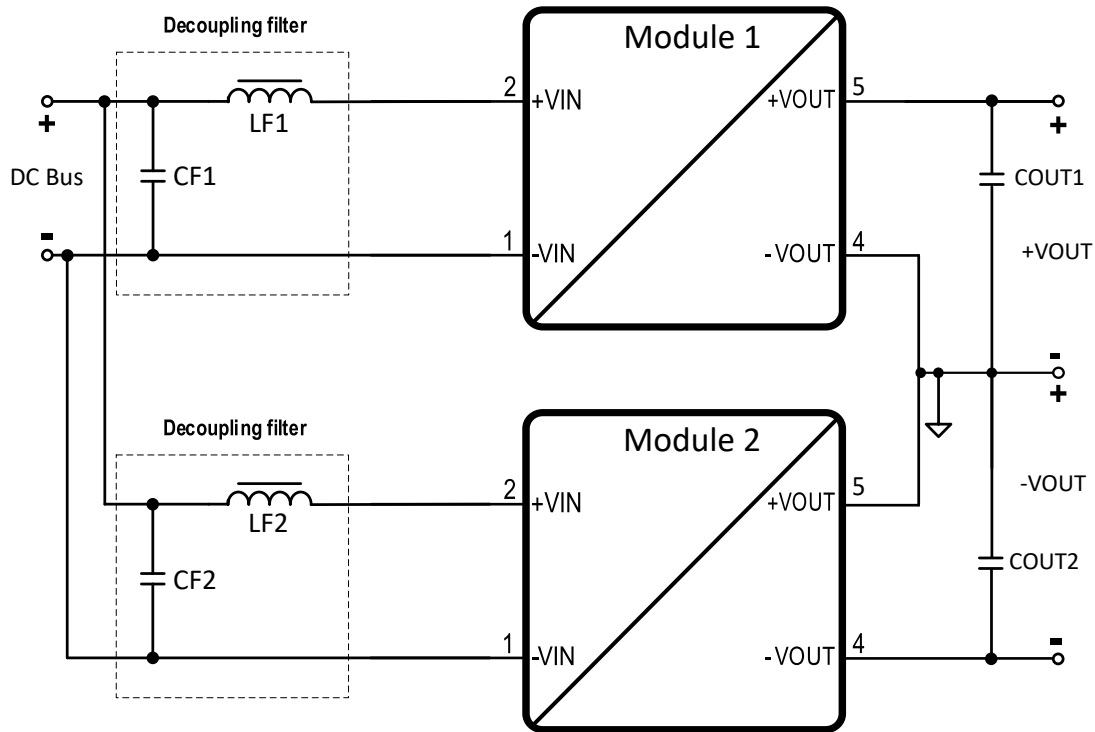 Decoupling filter
Module 1
2
+VIN
+VOUT
5
+
LF1
+
DC Bus
CF1
COUT1
-
1
-VIN
-VOUT
4
+VOUT
-
+
Decoupling filter
Module 2
2
+VIN
+VOUT
5
-VOUT
LF2
CF2
COUT2
1
-VIN
-VOUT
4
-